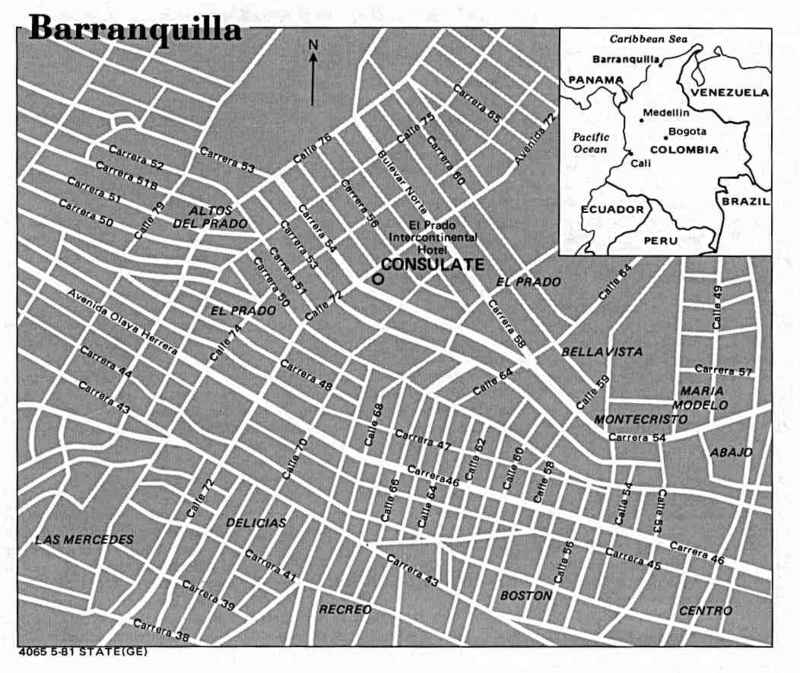 Barranquilla
N
Caribbean Sea
Barranquilla
PANAMA
VENEZUELA
Medellin
Bogota
Pacific
Ocean
COLOMBIA
Cali
ECUADOR
BRAZIL
PERU
Carrera 65
Avenida 72
Calle 75
Calle 76
Carrera 60
Bulevar Norte
Carrera 52
Carrera 53
Carrera 51B
Carrera 51
Carrera 50
Calle 79
ALTOS
DEL PRADO
Carrera 56
Carrera 54
Carrera 53
Carrera 51
Carrera 50
El Prado
Intercontinental
Hotel
CONSULATE
EL PRADO
EL PRADO
Calle 72
Calle 74
Avenida Olaya Herrera
Calle 64
Calle 49
Carrera 58
BELLAVISTA
Carrera 44
Carrera 43
Carrera 48
Calle 64
Calle 59
Carrera 57
MARIA
MODELO
MONTECRISTO
Carrera 54
ABAJO
Calle 68
Carrera 47
Calle 62
Calle 60
Calle 58
Calle 70
Carrera 46
Calle 66
Calle 64
Calle 54
Calle 53
Calle 72
DELICIAS
LAS MERCEDES
Carrera 41
Carrera 43
Calle 56
Carrera 45
Carrera 46
Carrera 39
Carrera 38
RECREO
BOSTON
CENTRO
4065 5-81 STATE(GE)